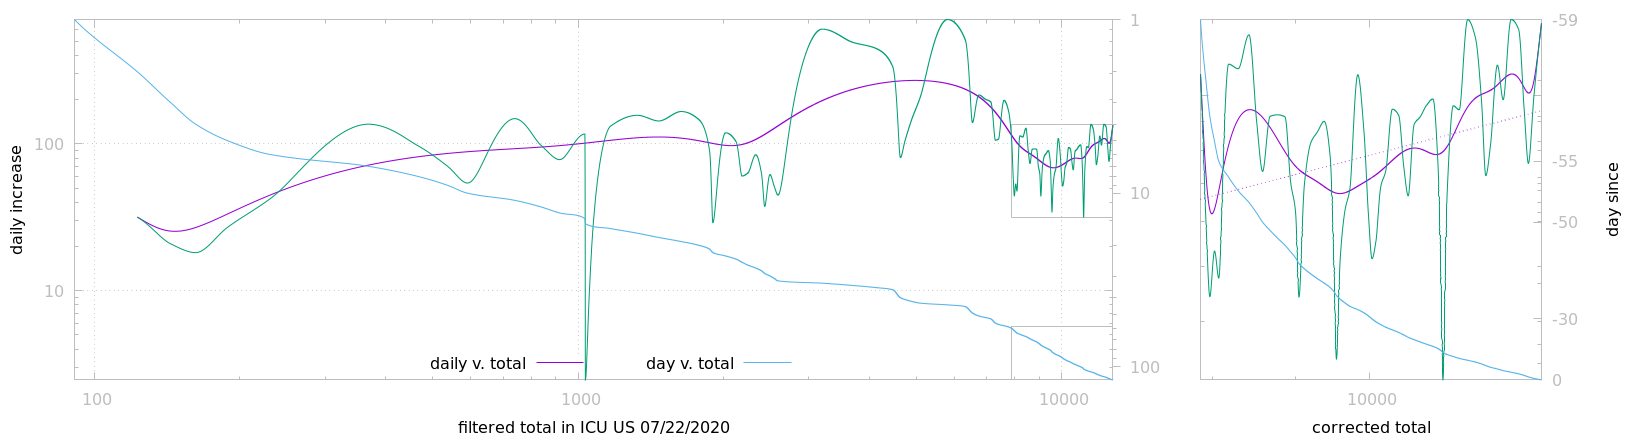 daily increase
100
10
daily v. total
day v. total
100
1000
10000
filtered total in ICU US 07/22/2020
1
10
100
10000
corrected total
-59
-55
-50
-30
0
day since